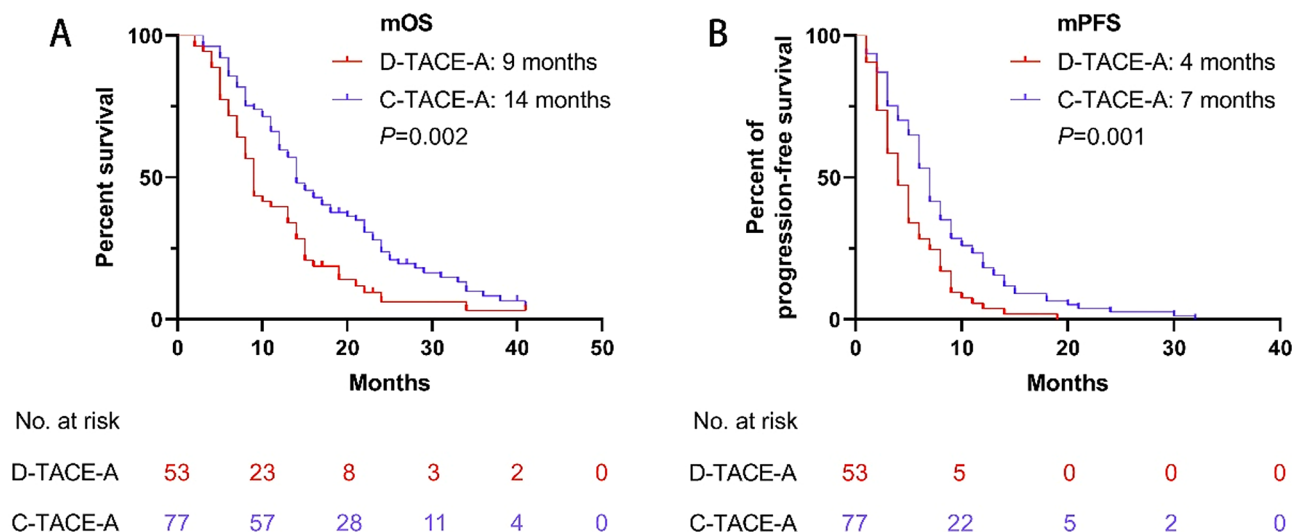 A
mOS
D-TACE-A: 9 months
C-TACE-A: 14 months
P=0.002
Percent survival
100
50
0
0 10 20 30 40 50
Months
No. at risk
D-TACE-A 53 23 8 3 2 0
C-TACE-A 77 57 28 11 4 0
B
mPFS
D-TACE-A: 4 months
C-TACE-A: 7 months
P=0.001
Percent of
progression-free survival
100
50
0
0 10 20 30 40
Months
No. at risk
D-TACE-A 53 5 0 0 0
C-TACE-A 77 22 5 2 0